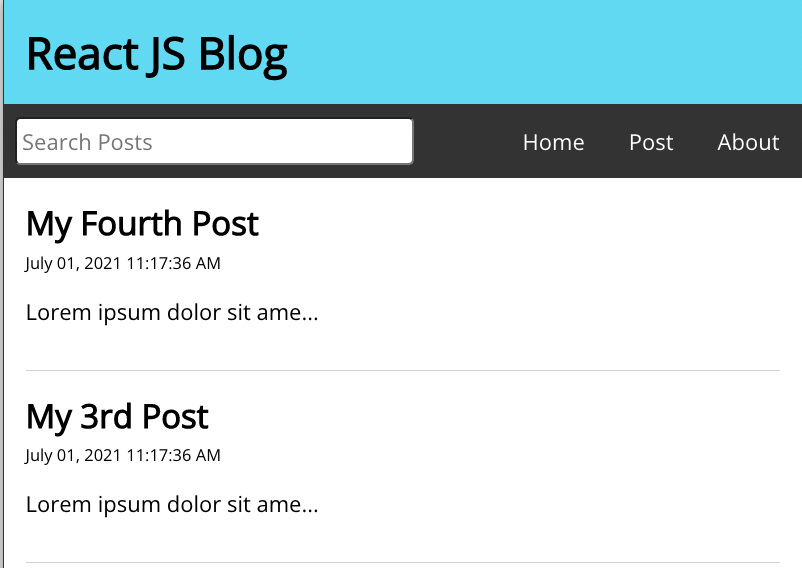 React JS Blog
Search Posts Home Post About
My Fourth Post
July 01, 2021 11:17:36 AM
Lorem ipsum dolor sit ame...
My 3rd Post
July 01, 2021 11:17:36 AM
Lorem ipsum dolor sit ame...